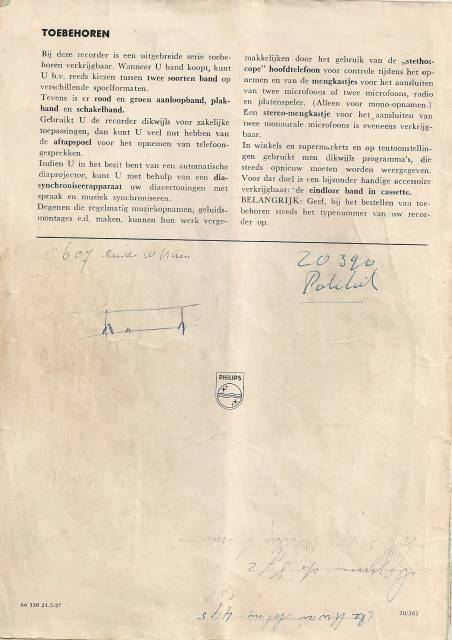 TOEBEHOREN
Bij deze recorder is een uitgebreide serie toebe-
horen verkrijgbaar. Wanneer U band koopt, kunt
U b.v. reeds kiezen tussen twee soorten band op
verschillende spoelformaten.
Tevens is er rood en groen aanloopband, plak-
band en schakelband.
Gebruikt U de recorder dikwijls voor zakelijke
toepassingen, dan kunt U veel nut hebben van
de aftapspoel voor het opnemen van telefoon-
gesprekken.
Indien U in het bezit bent van een automatische
diaprojector, kunt U met behulp van een dia-
synchroniseerapparaat uw diavertoningen met
spraak en muziek synchroniseren.
Degenen die regelmatig muziekopnamen, geluids-
montages e.d. maken, kunnen hun werk verge-
makkelijken door het gebruik van de „stethos-
cope" hoofdtelefoon voor controle tijdens het op-
nemen en van de mengkastjes voor het aansluiten
van twee microfoons of twee microfoons, radio
en platenspeler. (Alleen voor mono-opnamen.)
Een stereo-mengkastje voor het aansluiten van
twee monaurale microfoons is eveneens verkrijg-
baar.
In winkels en supermarkets en op tentoonstellin-
gen gebruikt men dikwijls programma's, die
steeds opnieuw moeten worden weergegeven.
Voor dat doel is een bijzonder handige accessoire
verkrijgbaar: de eindloze band in cassette.
BELANGRIJK: Geef, bij het bestellen van toe-
behoren steeds het typenummer van uw recor-
der op.
607
20390
PHILIPS
66 330 21.5-27
20/261